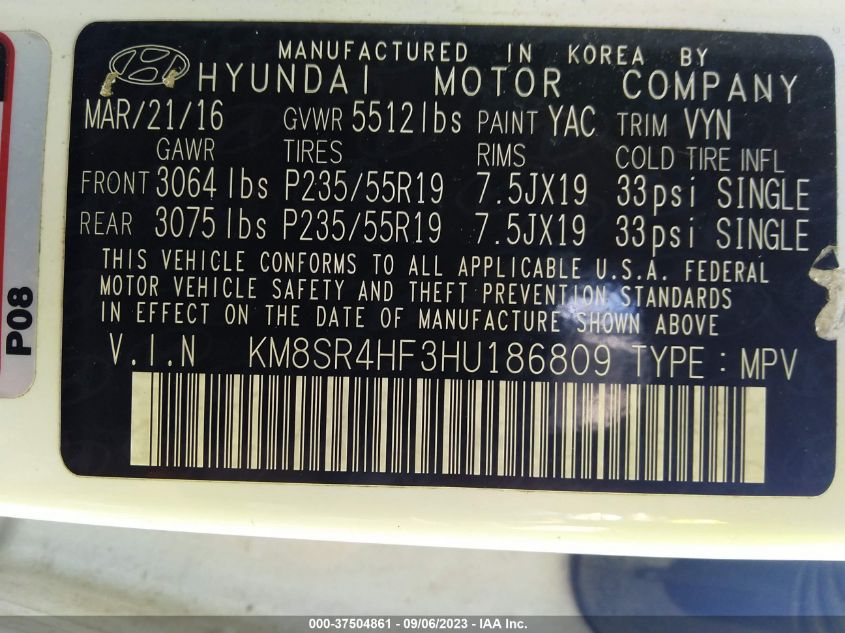 MANUFACTURED IN KOREA BY
HYUNDAI MOTOR COMPANY
MAR/21/16 GVWR 5512lbs PAINT YAC TRIM VYN
GAWR TIRES RIMS COLD TIRE INFL
FRONT 3064lbs P235/55R19 7.5JX19 33psi SINGLE
REAR 3075lbs P235/55R19 7.5JX19 33psi SINGLE
THIS VEHICLE CONFORMS TO ALL APPLICABLE U.S.A. FEDERAL
MOTOR VEHICLE SAFETY AND THEFT PREVENTION STANDARDS
IN EFFECT ON THE DATE OF MANUFACTURE SHOWN ABOVE
V.I.N KM8SR4HF3HU186809 TYPE: MPV
P08
000-37504861 - 09/06/2023 - IAA Inc.